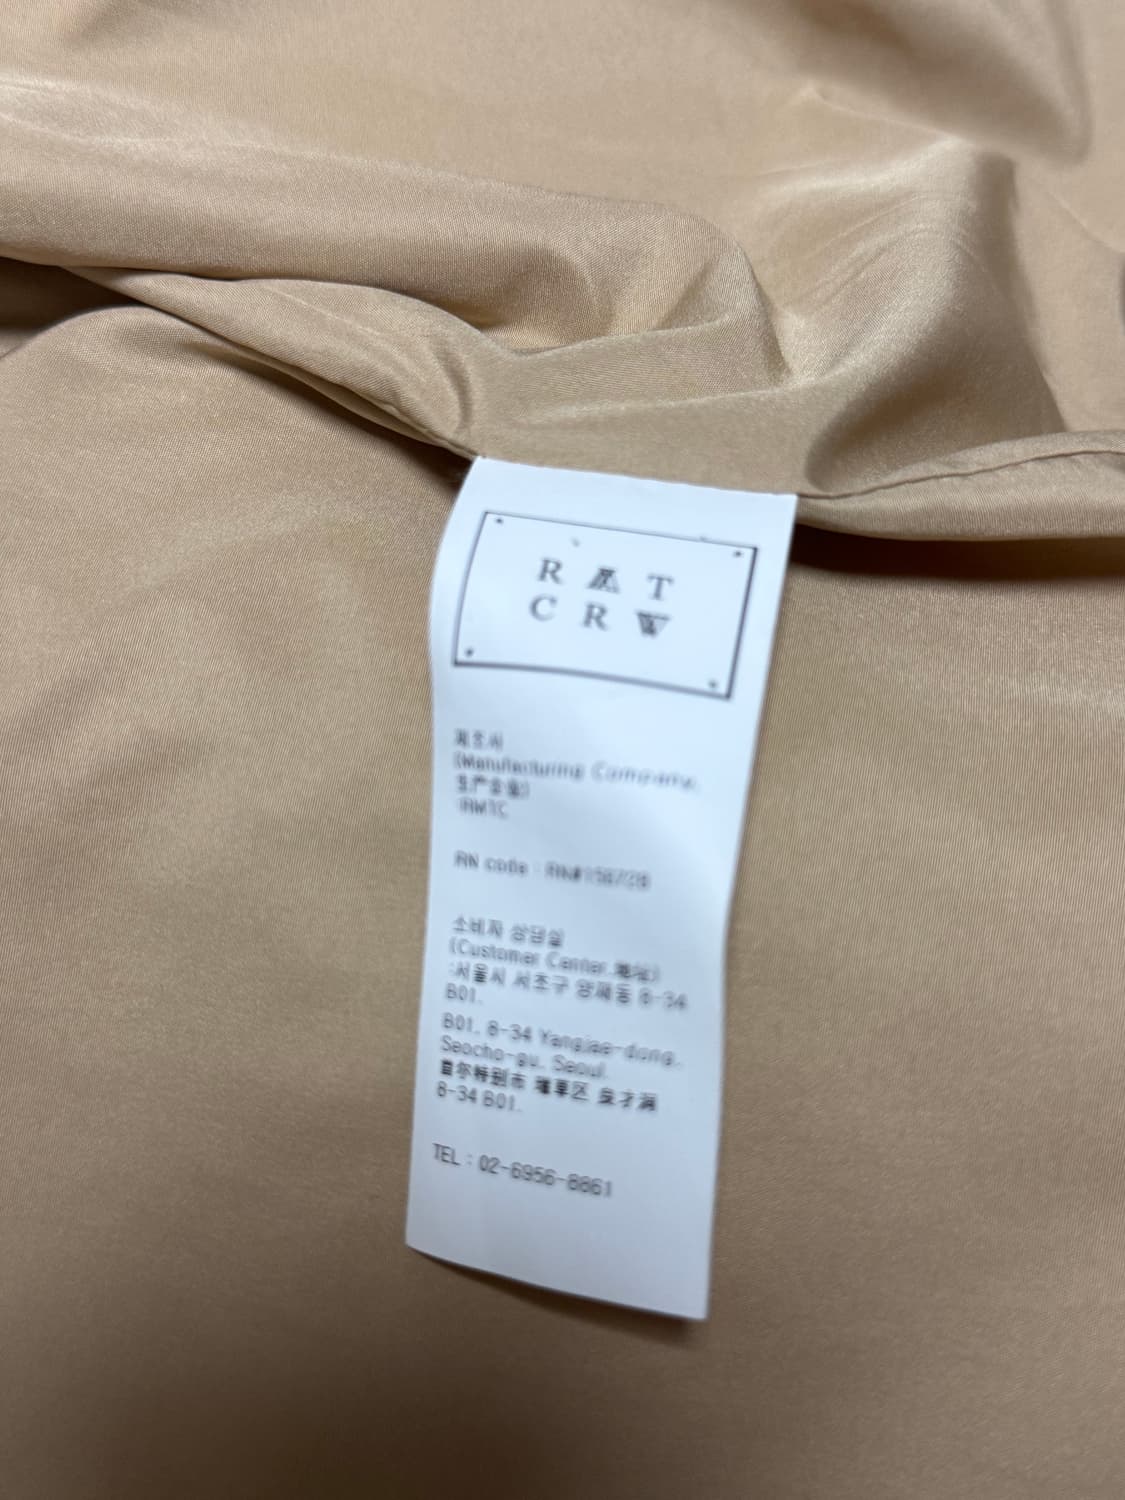 R A T
C R W
제조사
(Manufacturing Company,
生产企业)
:RMTC
RN code : RN#
소비자 상담실
(Customer Center,地址)
:서울시 서초구 양재동 8-34
B01.
B01, 8-34 Yangjae-dong,
Seocho-gu, Seoul.
首尔特别市 瑞草区 良才洞
8-34 B01.
TEL : 02-6956-8861